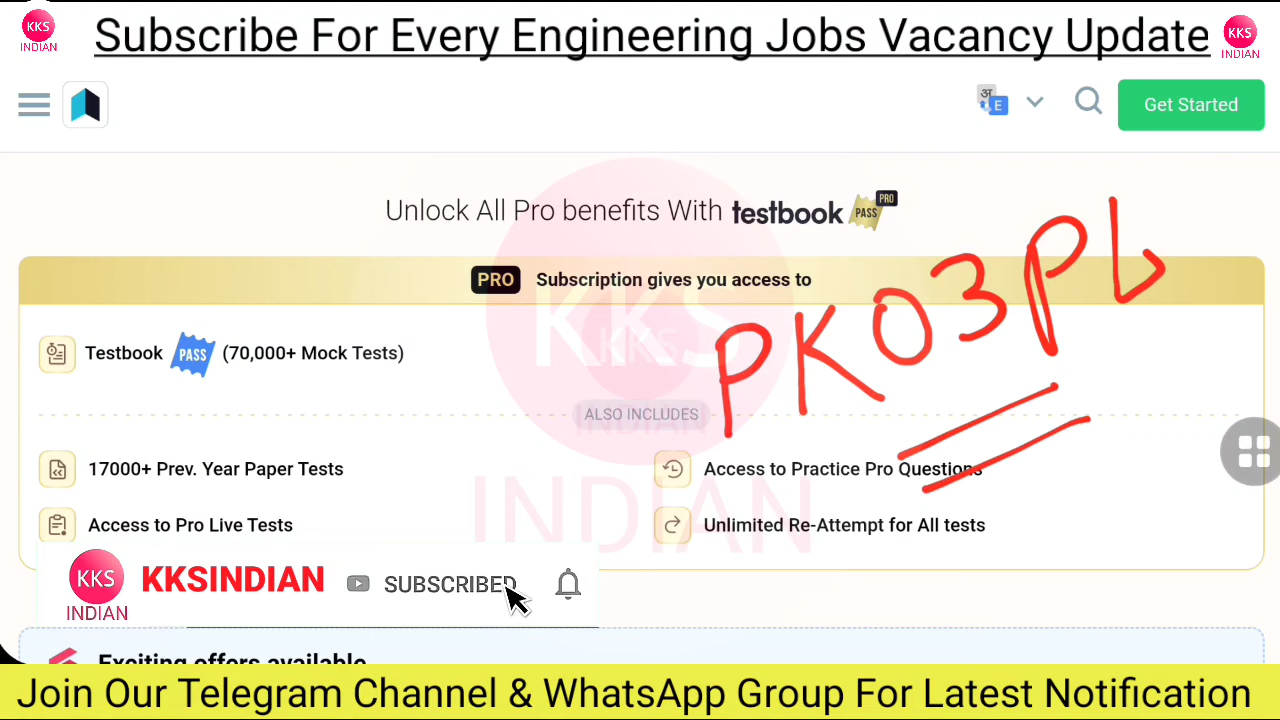 KKS
INDIAN
Subscribe For Every Engineering Jobs Vacancy Update
KKS
INDIAN
अ
E
Get Started
Unlock All Pro benefits With testbook PASS PRO
PRO Subscription gives you access to
Testbook PASS (70,000+ Mock Tests)
PKO3PL
KKS
KKS
ALSO INCLUDES
17000+ Prev. Year Paper Tests
Access to Practice Pro Questions
INDIAN
Access to Pro Live Tests
Unlimited Re-Attempt for All tests
KKS
INDIAN
KKSINDIAN
SUBSCRIBED
Exciting offers available
Join Our Telegram Channel & WhatsApp Group For Latest Notification